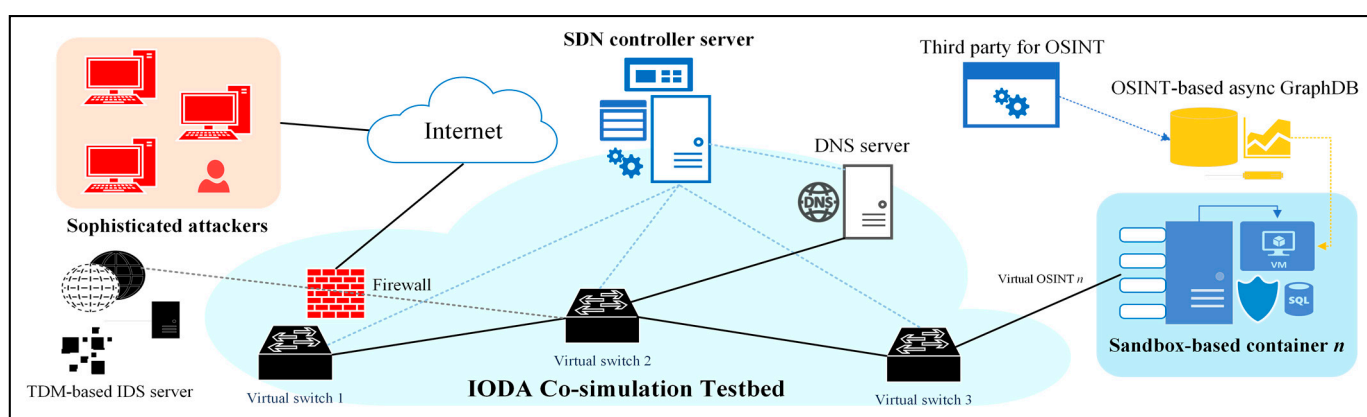 SDN controller server
Third party for OSINT
OSINT-based async GraphDB
Internet
DNS server
DNS
Sophisticated attackers
Firewall
Virtual OSINT n
VM
SQL
Virtual switch 2
Sandbox-based container n
TDM-based IDS server
Virtual switch 1
IODA Co-simulation Testbed
Virtual switch 3